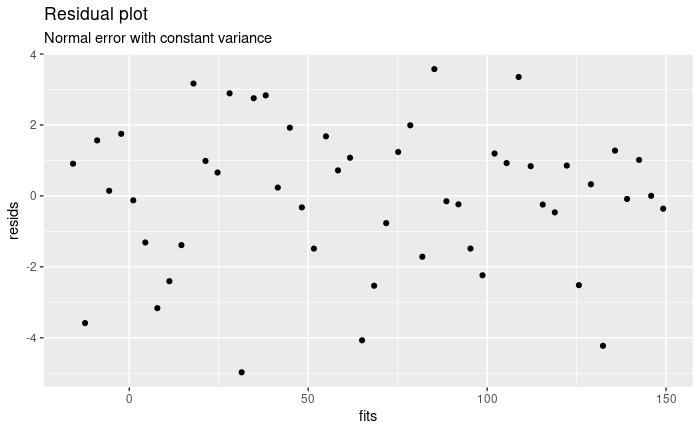 Residual plot
Normal error with constant variance
4
2
0
-2
-4
resids
0 50 100 150
fits